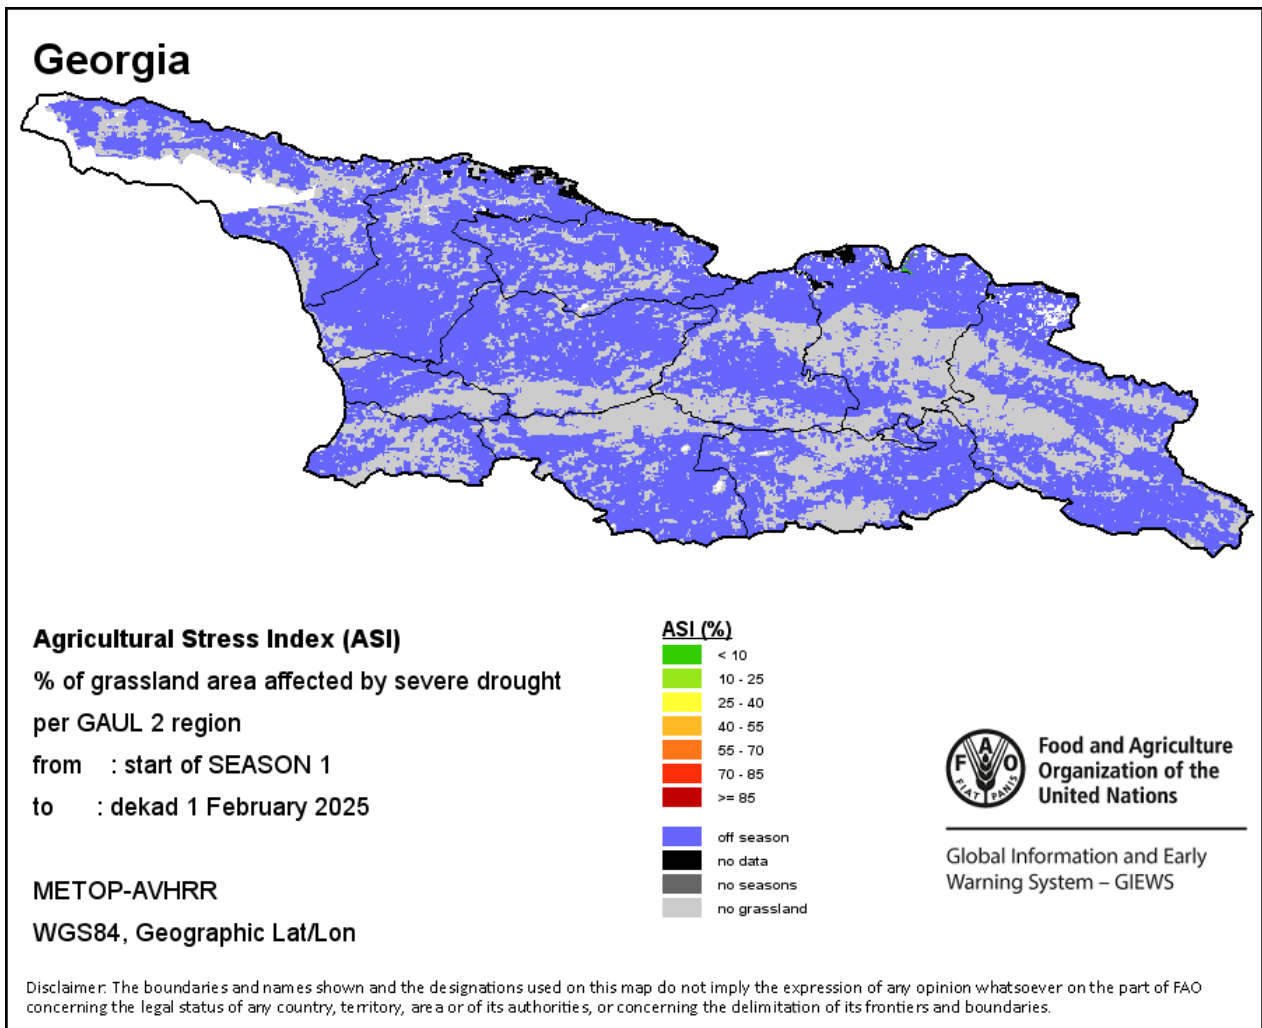 Georgia
Agricultural Stress Index (ASI)
% of grassland area affected by severe drought
per GAUL 2 region
from : start of SEASON 1
to : dekad 1 February 2025
METOP-AVHRR
WGS84, Geographic Lat/Lon
ASI (%)
< 10
10 - 25
25 - 40
40 - 55
55 - 70
70 - 85
>= 85
off season
no data
no seasons
no grassland
F A O
FIAT PANIS
Food and Agriculture
Organization of the
United Nations
Global Information and Early
Warning System – GIEWS
Disclaimer: The boundaries and names shown and the designations used on this map do not imply the expression of any opinion whatsoever on the part of FAO
concerning the legal status of any country, territory, area or of its authorities, or concerning the delimitation of its frontiers and boundaries.